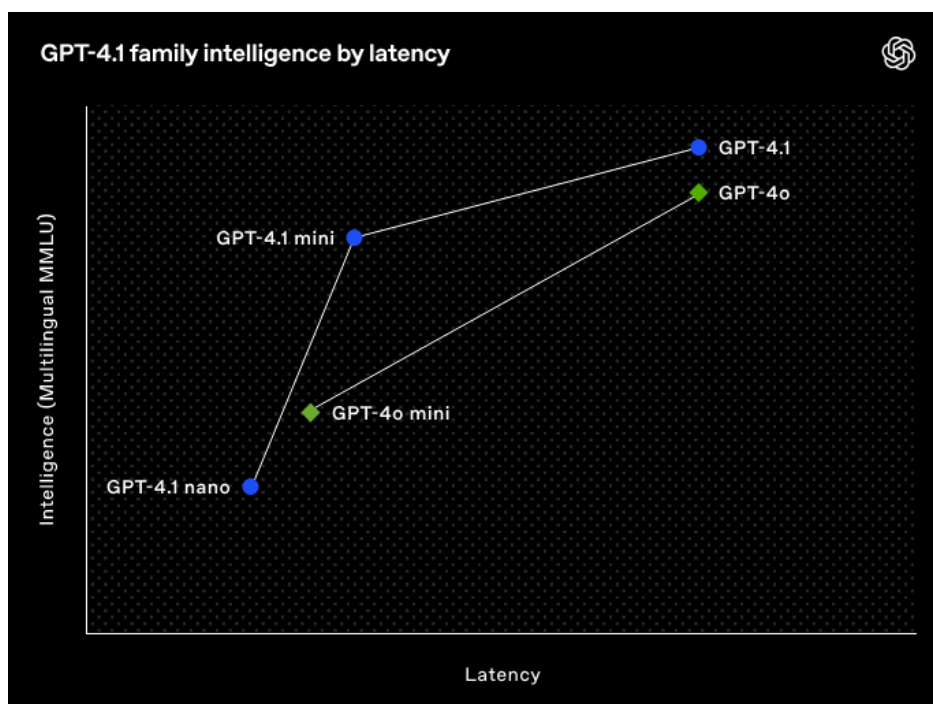 GPT-4.1 family intelligence by latency
GPT-4.1
GPT-4o
GPT-4.1 mini
GPT-4o mini
GPT-4.1 nano
Intelligence (Multilingual MMLU)
Latency